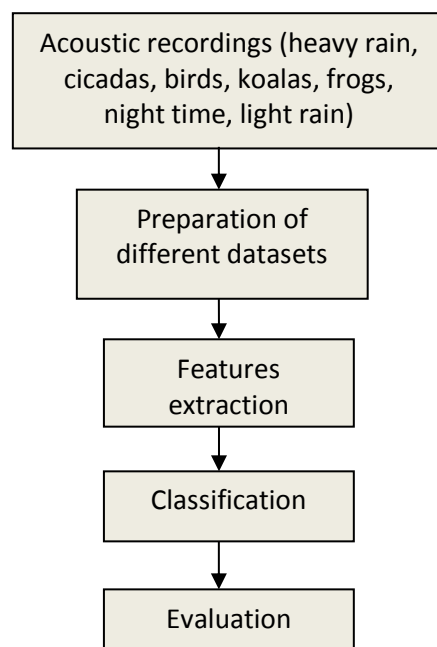 Acoustic recordings (heavy rain,
cicadas, birds, koalas, frogs,
night time, light rain)
Preparation of
different datasets
Features
extraction
Classification
Evaluation